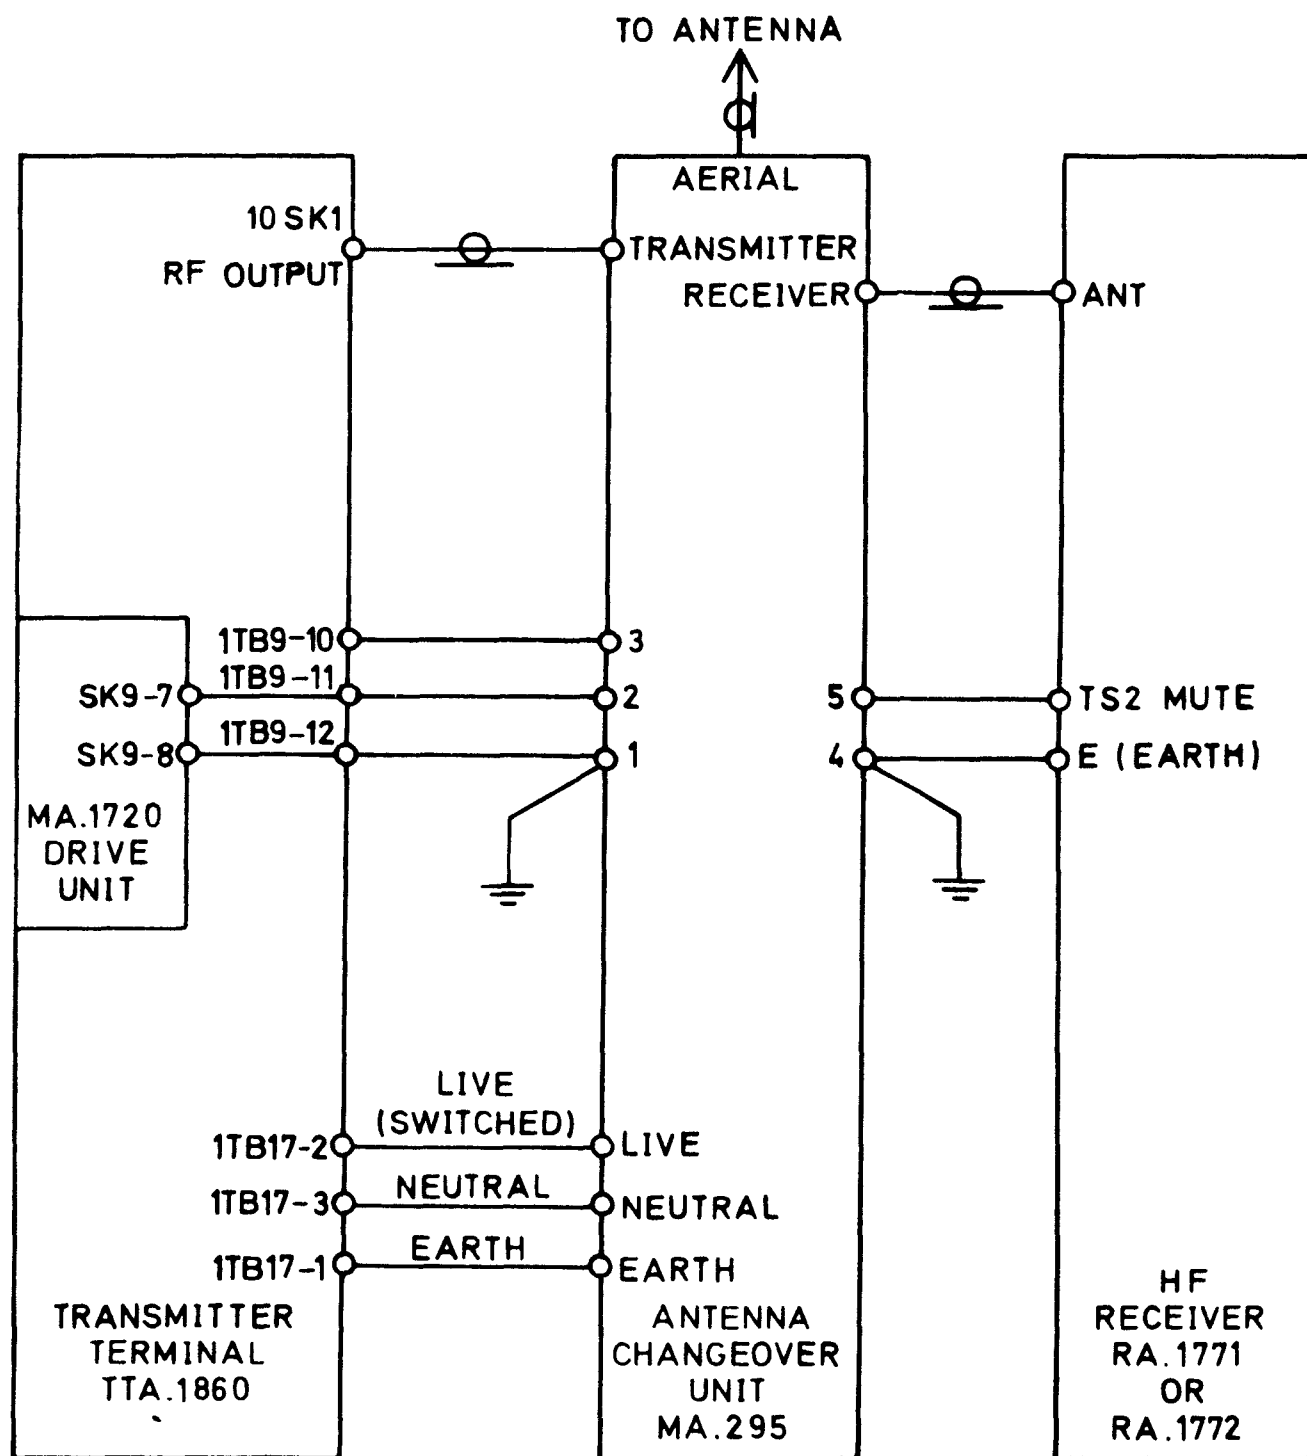 TO ANTENNA
AERIAL
10 SK1
RF OUTPUT
TRANSMITTER
RECEIVER
ANT
1TB9-10
3
SK9-7
1TB9-11
2
5
TS2 MUTE
SK9-8
1TB9-12
1
4
E (EARTH)
MA.1720
DRIVE
UNIT
LIVE
(SWITCHED)
1TB17-2
LIVE
1TB17-3
NEUTRAL
NEUTRAL
1TB17-1
EARTH
EARTH
TRANSMITTER
TERMINAL
TTA.1860
ANTENNA
CHANGEOVER
UNIT
MA.295
HF
RECEIVER
RA.1771
OR
RA.1772